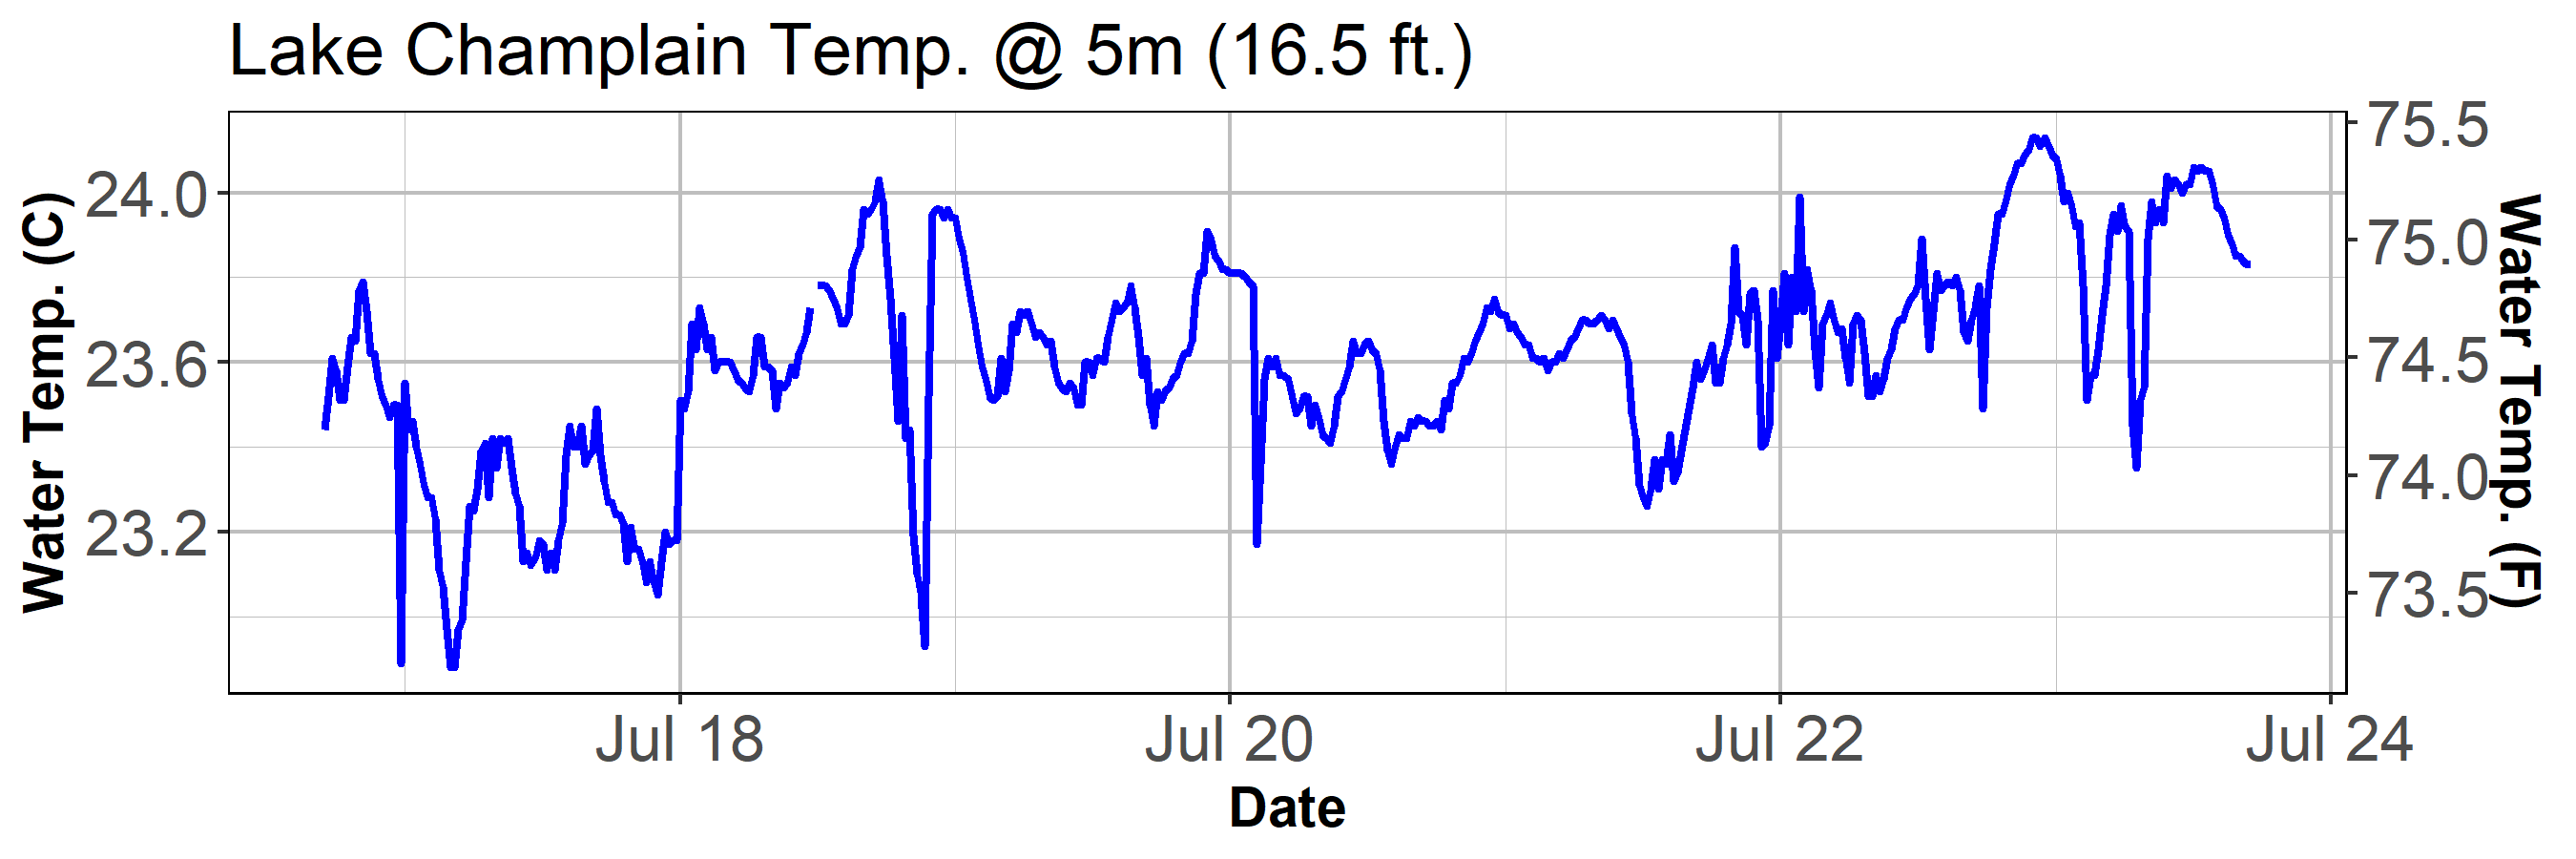 Lake Champlain Temp. @ 5m (16.5 ft.)
Water Temp. (C)
24.0
23.6
23.2
75.5
75.0
74.5
74.0
73.5
Water Temp. (F)
Jul 18
Jul 20
Jul 22
Jul 24
Date